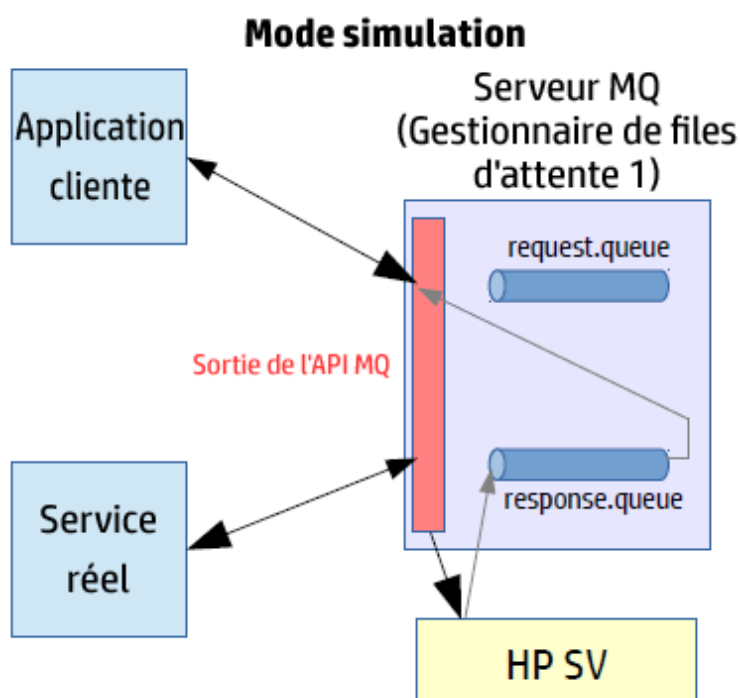 Mode simulation
Serveur MQ
(Gestionnaire de files
d'attente 1)
Application
cliente
request.queue
Sortie de l'API MQ
response.queue
Service
réel
HP SV